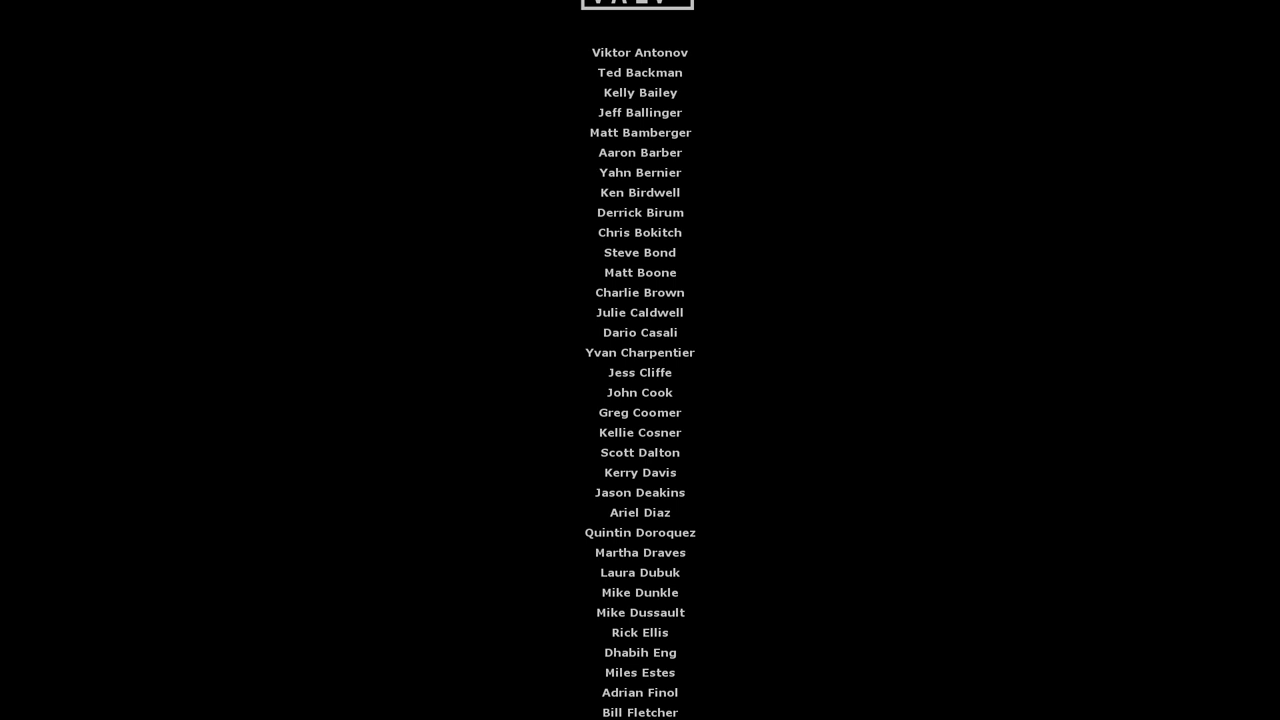 Viktor Antonov
Ted Backman
Kelly Bailey
Jeff Ballinger
Matt Bamberger
Aaron Barber
Yahn Bernier
Ken Birdwell
Derrick Birum
Chris Bokitch
Steve Bond
Matt Boone
Charlie Brown
Julie Caldwell
Dario Casali
Yvan Charpentier
Jess Cliffe
John Cook
Greg Coomer
Kellie Cosner
Scott Dalton
Kerry Davis
Jason Deakins
Ariel Diaz
Quintin Doroquez
Martha Draves
Laura Dubuk
Mike Dunkle
Mike Dussault
Rick Ellis
Dhabih Eng
Miles Estes
Adrian Finol
Bill Fletcher